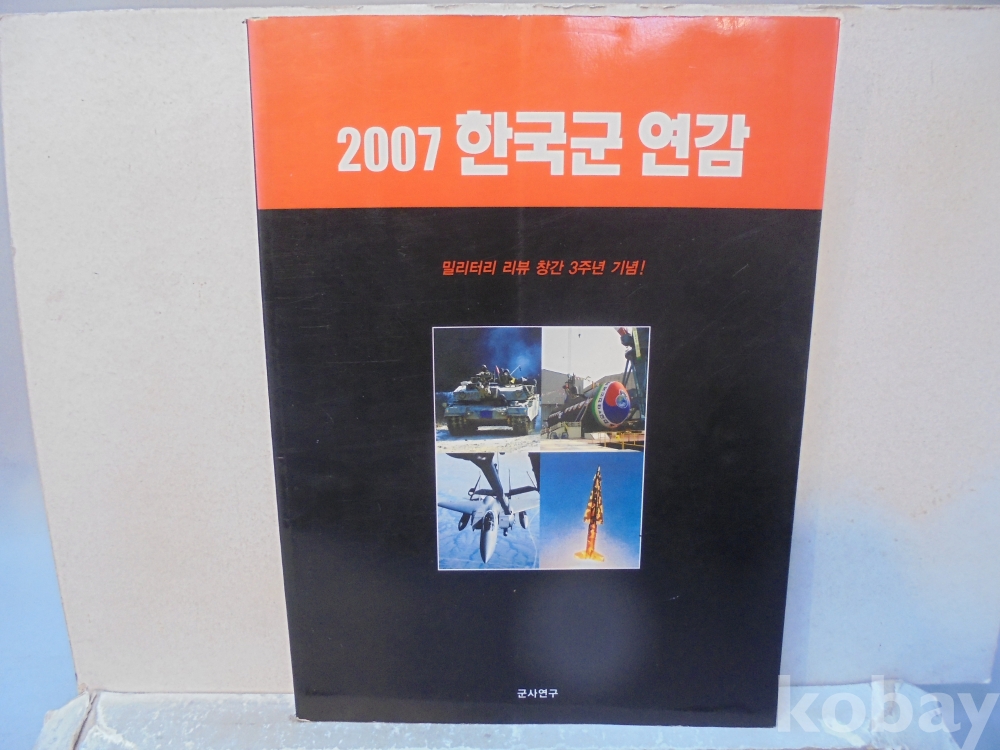 2007 한국군 연감
밀리터리 리뷰 창간 3주년 기념!
군사연구
kobay